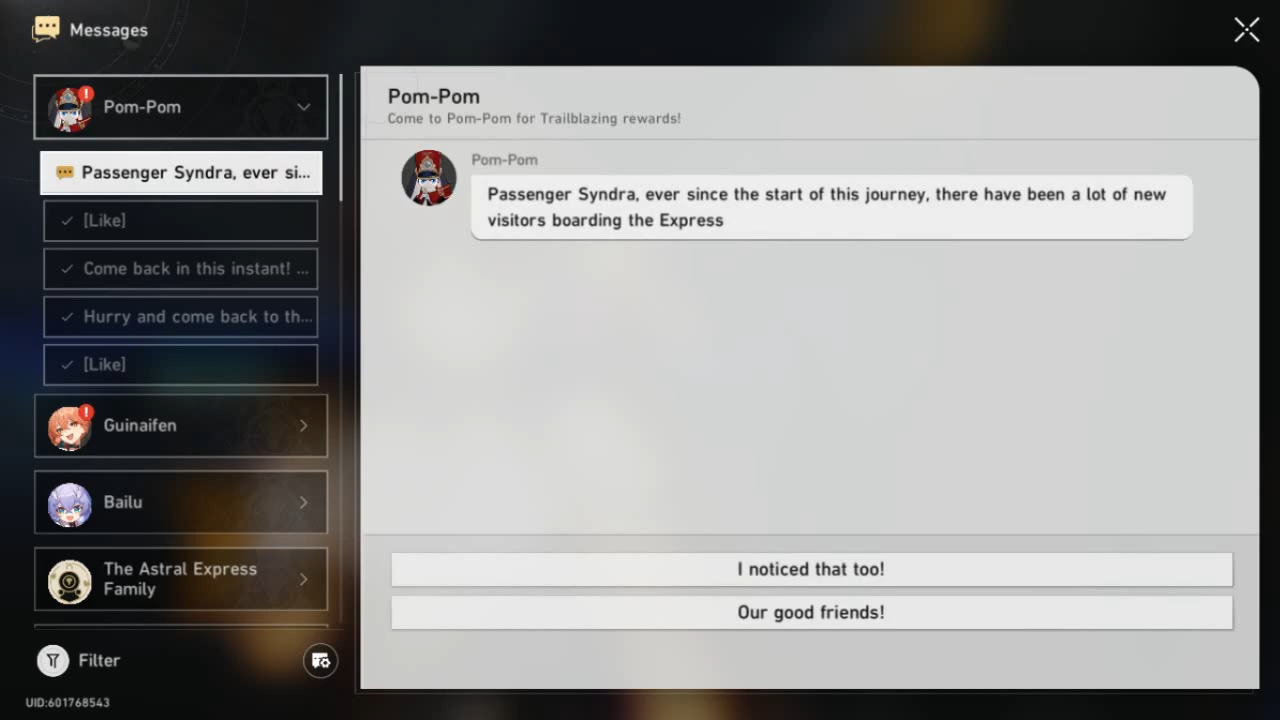 Messages
Pom-Pom
Passenger Syndra, ever si...
[Like]
Come back in this instant! ...
Hurry and come back to th...
[Like]
Guinaifen
Bailu
The Astral Express
Family
Filter
UID:601768543
Pom-Pom
Come to Pom-Pom for Trailblazing rewards!
Pom-Pom
Passenger Syndra, ever since the start of this journey, there have been a lot of new
visitors boarding the Express
I noticed that too!
Our good friends!